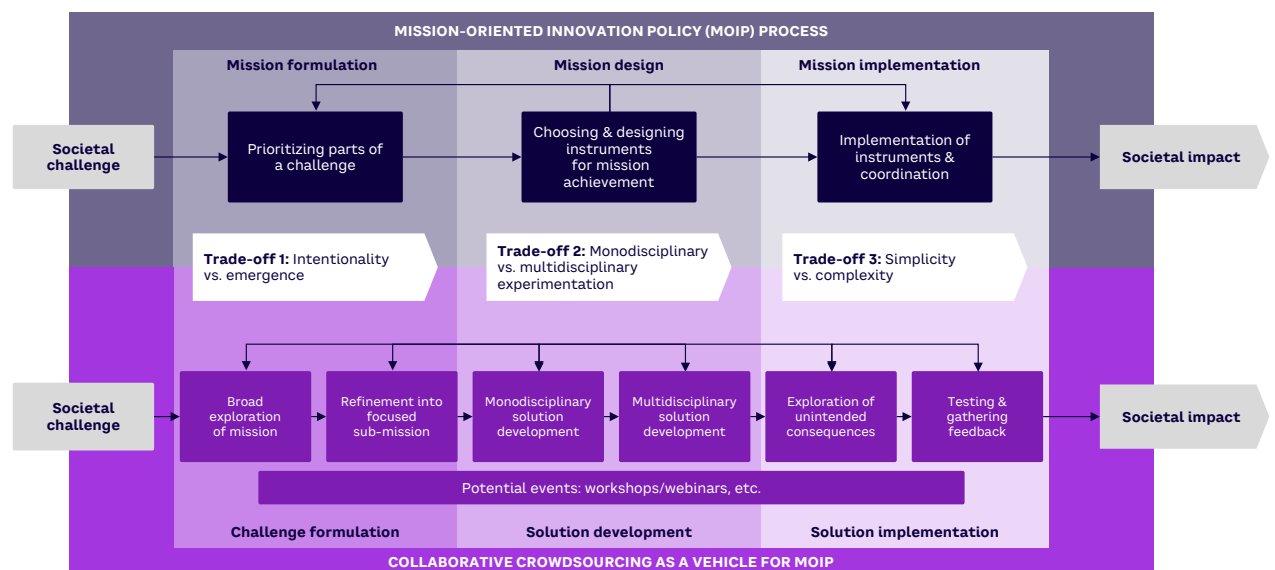 MISSION-ORIENTED INNOVATION POLICY (MOIP) PROCESS
Mission formulation
Mission design
Mission implementation
Societal
challenge
Prioritizing parts of
a challenge
Choosing & designing
instruments
for mission
achievement
Implementation of
instruments &
coordination
Societal impact
Trade-off 1: Intentionality
vs. emergence
Trade-off 2: Monodisciplinary
vs. multidisciplinary
experimentation
Trade-off 3: Simplicity
vs. complexity
Societal
challenge
Broad
exploration
of mission
Refinement into
focused
sub-mission
Monodisciplinary
solution
development
Multidisciplinary
solution
development
Exploration of
unintended
consequences
Testing &
gathering
feedback
Societal impact
Potential events: workshops/webinars, etc.
Challenge formulation
Solution development
Solution implementation
COLLABORATIVE CROWDSOURCING AS A VEHICLE FOR MOIP